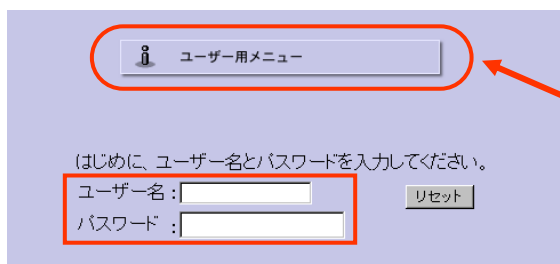 ユーザー用メニュー
はじめに、ユーザー名とパスワードを入力してください。
ユーザー名：
リセット
パスワード：